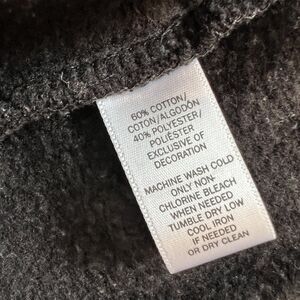 60% COTTON/
COTON/ALGODÓN
40% POLYESTER/
POLIÉSTER
EXCLUSIVE OF
DECORATION
MACHINE WASH COLD
ONLY NON-
CHLORINE BLEACH
WHEN NEEDED
TUMBLE DRY LOW
COOL IRON
IF NEEDED
OR DRY CLEAN